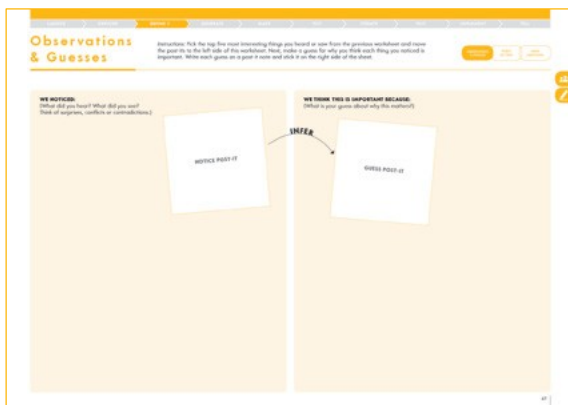 Observations
& Guesses
Instructions: Pick the top five most interesting things you heard or saw from the previous worksheet and move
the post-its to the left side of this worksheet. Next, make a guess for why you think each thing you noticed is
important. Write each guess on a post-it note and stick it on the right side of the sheet.
WE NOTICED:
(What did you hear? What did you see?
Think of surprises, conflicts or contradictions.)
WE THINK THIS IS IMPORTANT BECAUSE:
(What is your guess about why this matters?)
INFER
NOTICE POST-IT
GUESS POST-IT